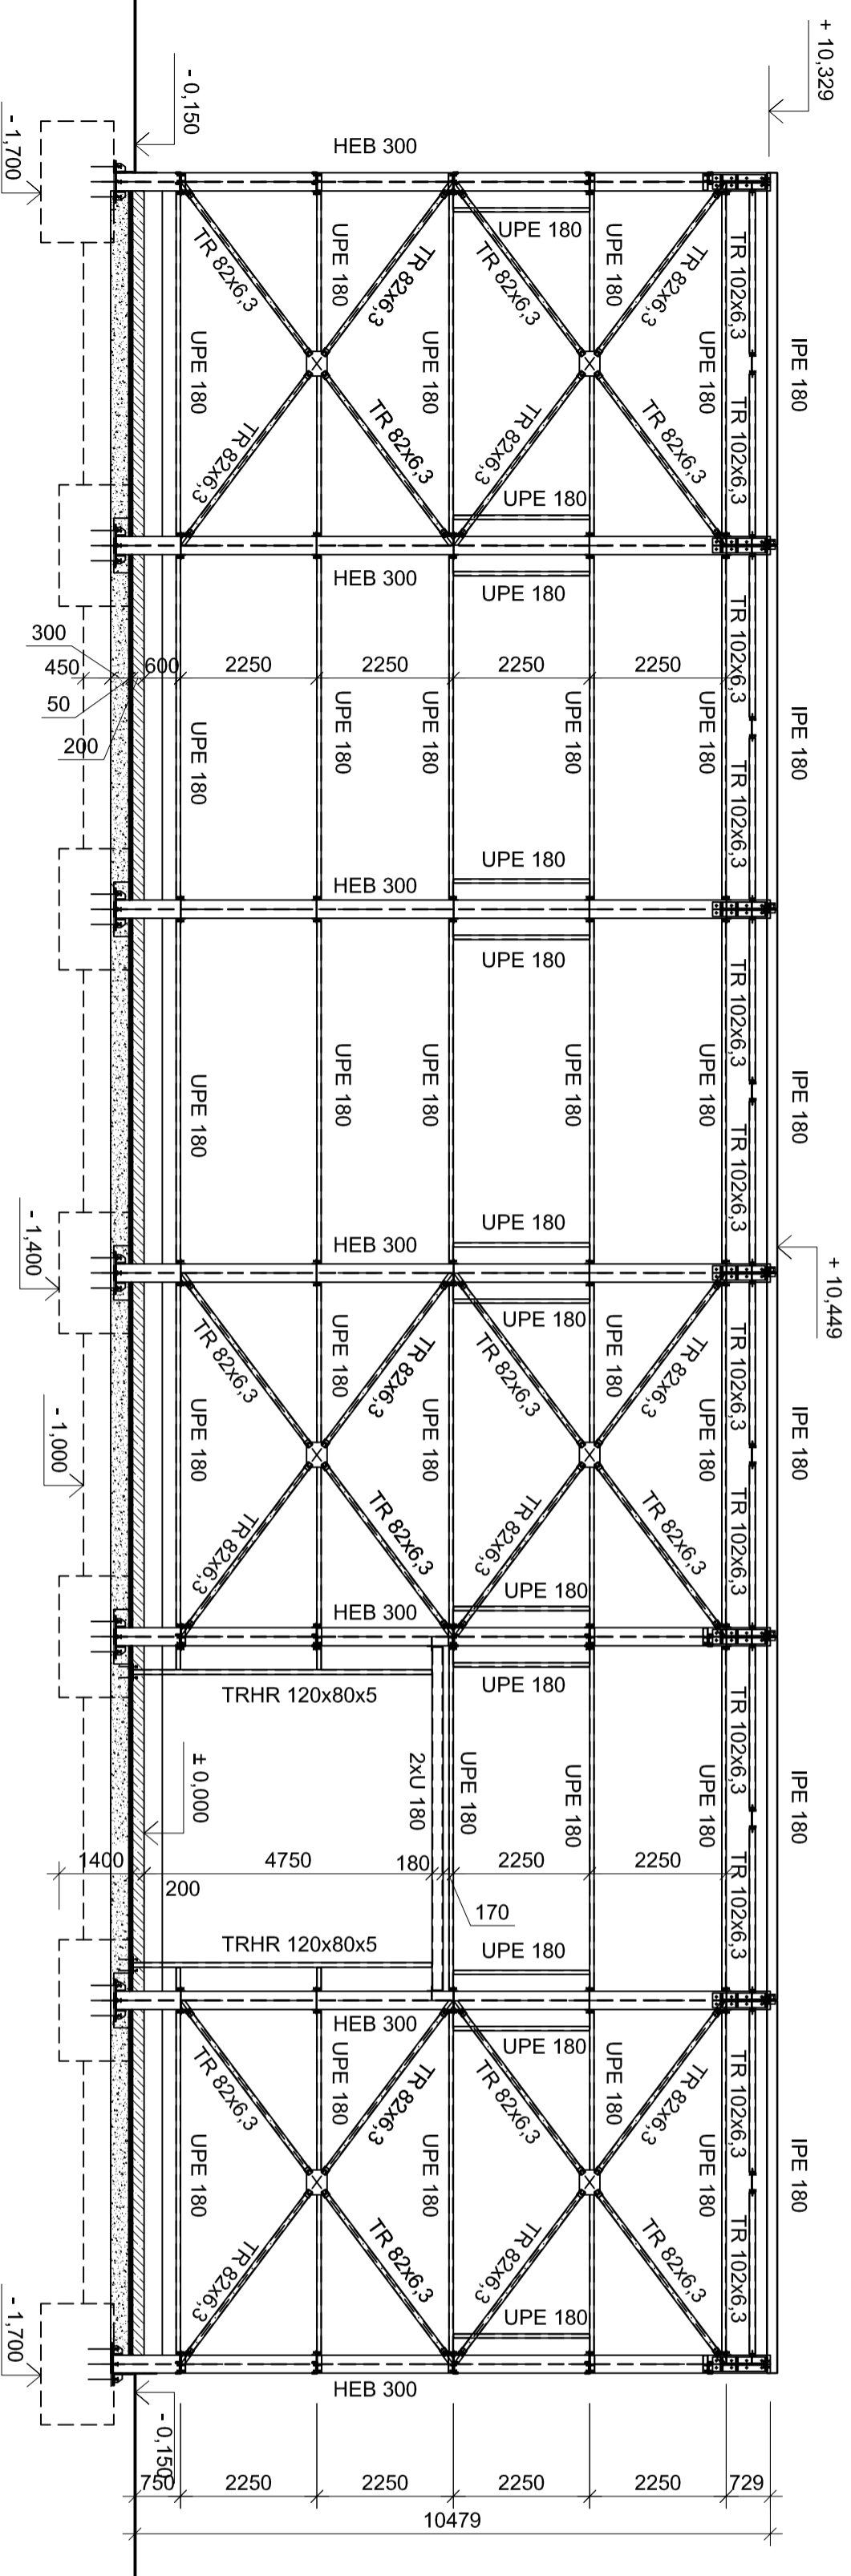 + 10,329
- 0,150
- 1,700
HEB 300
UPE 180
UPE 180
UPE 180
TR 82x6,3
TR 82x6,3
TR 82x6,3
TR 82x6,3
TR 102x6,3
UPE 180
UPE 180
UPE 180
IPE 180
TR 82x6,3
TR 82x6,3
TR 82x6,3
TR 82x6,3
TR 102x6,3
UPE 180
HEB 300
UPE 180
300
450
600
2250
2250
2250
2250
50
200
TR 102x6,3
UPE 180
UPE 180
UPE 180
UPE 180
UPE 180
IPE 180
TR 102x6,3
UPE 180
HEB 300
UPE 180
TR 102x6,3
UPE 180
UPE 180
UPE 180
UPE 180
UPE 180
IPE 180
TR 102x6,3
UPE 180
HEB 300
- 1,400
+ 10,449
UPE 180
UPE 180
UPE 180
TR 82x6,3
TR 82x6,3
TR 82x6,3
TR 82x6,3
TR 102x6,3
- 1,000
UPE 180
UPE 180
UPE 180
IPE 180
TR 82x6,3
TR 82x6,3
TR 82x6,3
TR 82x6,3
TR 102x6,3
UPE 180
HEB 300
UPE 180
TRHR 120x80x5
TR 102x6,3
± 0,000
2xU 180
UPE 180
UPE 180
UPE 180
IPE 180
1400
200
4750
180
2250
2250
170
TR 102x6,3
TRHR 120x80x5
UPE 180
HEB 300
UPE 180
UPE 180
UPE 180
TR 82x6,3
TR 82x6,3
TR 82x6,3
TR 82x6,3
TR 102x6,3
UPE 180
UPE 180
UPE 180
IPE 180
TR 82x6,3
TR 82x6,3
TR 82x6,3
TR 82x6,3
TR 102x6,3
UPE 180
- 1,700
HEB 300
- 0,150
750
2250
2250
2250
2250
729
10479